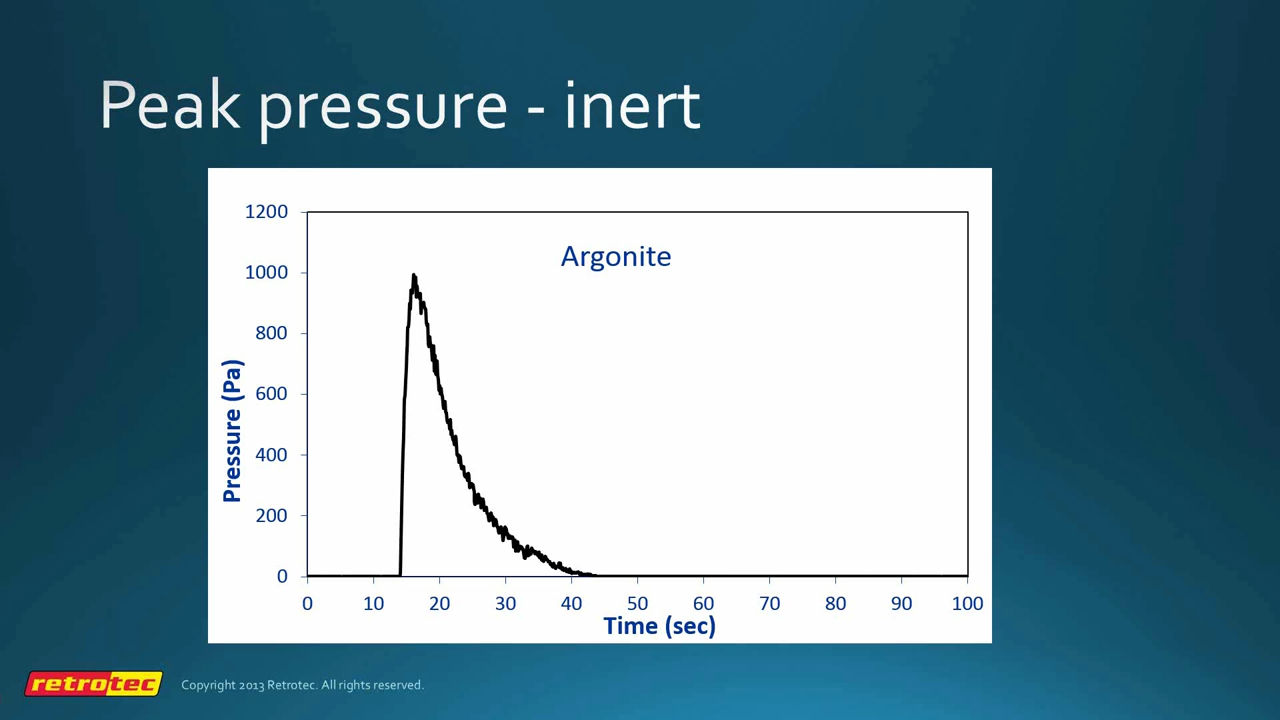 Peak pressure - inert
Argonite
Pressure (Pa)
1200
1000
800
600
400
200
0
0 10 20 30 40 50 60 70 80 90 100
Time (sec)
retrotec
Copyright 2013 Retrotec. All rights reserved.